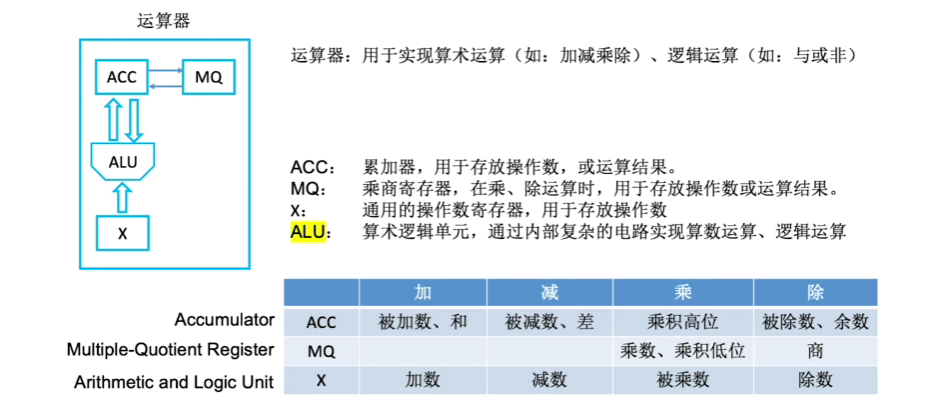 运算器
运算器：用于实现算术运算（如：加减乘除）、逻辑运算（如：与或非）
ACC
MQ
ALU
X
ACC： 累加器，用于存放操作数，或运算结果。
MQ： 乘商寄存器，在乘、除运算时，用于存放操作数或运算结果。
X： 通用的操作数寄存器，用于存放操作数
ALU： 算术逻辑单元，通过内部复杂的电路实现算数运算、逻辑运算
加 减 乘 除
Accumulator ACC 被加数、和 被减数、差 乘积高位 被除数、余数
Multiple-Quotient Register MQ 乘数、乘积低位 商
Arithmetic and Logic Unit X 加数 减数 被乘数 除数